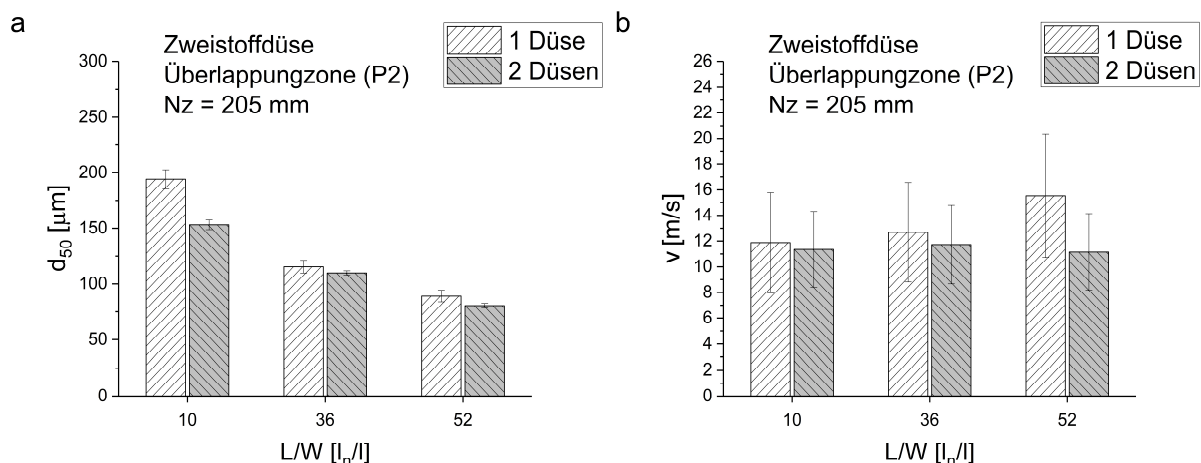 a
Zweistoffdüse
Überlappungzone (P2)
Nz = 205 mm
1 Düse
2 Düsen
300
250
200
150
100
50
0
d50 [µm]
10 36 52
L/W [ln/l]
b
Zweistoffdüse
Überlappungzone (P2)
Nz = 205 mm
1 Düse
2 Düsen
26
24
22
20
18
16
14
12
10
8
6
4
2
0
v [m/s]
10 36 52
L/W [ln/l]